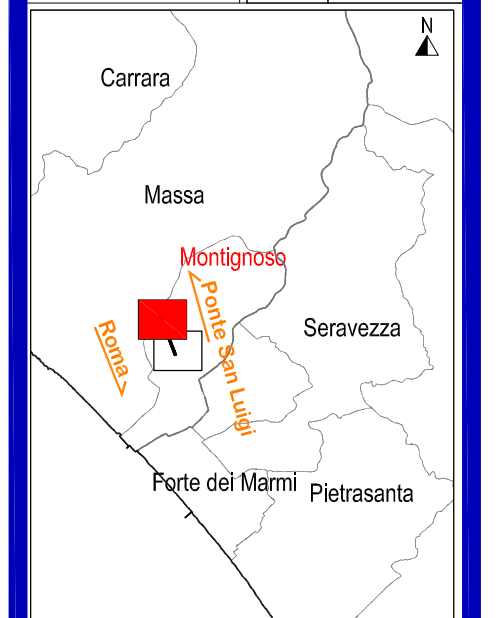 N
Carrara
Massa
Montignoso
Ponte San Luigi
Roma
Seravezza
Forte dei Marmi
Pietrasanta